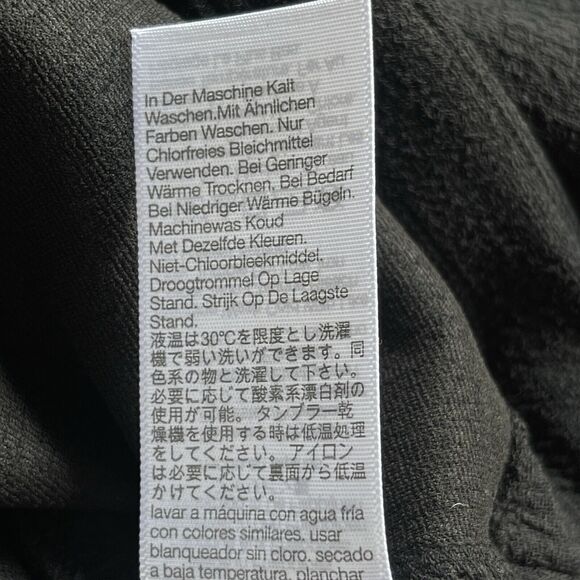 In Der Maschine Kalt
Waschen.Mit Ähnlichen
Farben Waschen. Nur
Chlorfreies Bleichmittel
Verwenden. Bei Geringer
Wärme Trocknen. Bei Bedarf
Bei Niedriger Wärme Bügeln.
Machinewas Koud
Met Dezelfde Kleuren.
Niet-Chloorbleekmiddel.
Droogtrommel Op Lage
Stand. Strijk Op De Laagste
Stand.
液温は30℃を限度とし洗濯
機で弱い洗いができます。同
色系の物と洗濯して下さい。
必要に応じて酸素系漂白剤の
使用が可能。タンブラー乾
燥機を使用する時は低温処理
をしてください。アイロン
は必要に応じて裏面から低温
かけてください。
lavar a máquina con agua fría
con colores similares. usar
blanqueador sin cloro. secado
a baja temperatura. planchar